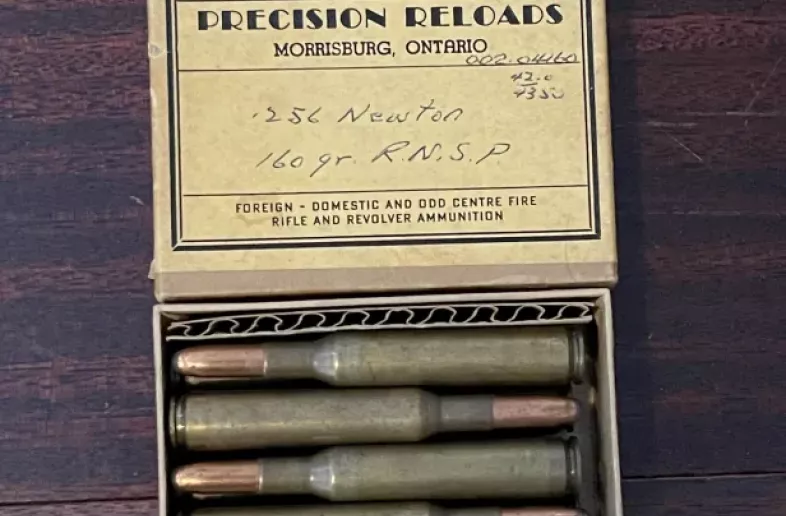 PRECISION RELOADS
MORRISBURG, ONTARIO
.256 Newton
160 gr. R.N.S.P.
FOREIGN - DOMESTIC AND ODD CENTRE FIRE
RIFLE AND REVOLVER AMMUNITION